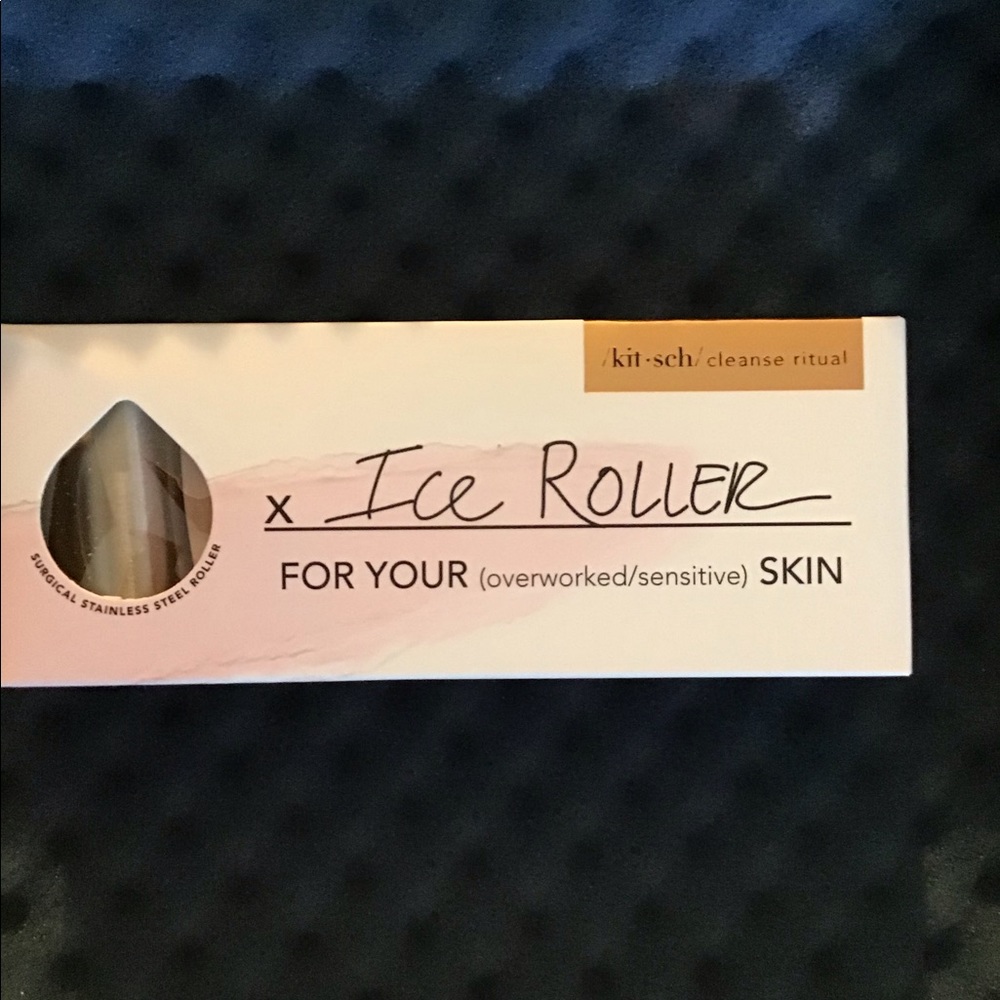 /kit·sch/ cleanse ritual
x Ice ROLLER
FOR YOUR (overworked/sensitive) SKIN
SURGICAL STAINLESS STEEL ROLLER